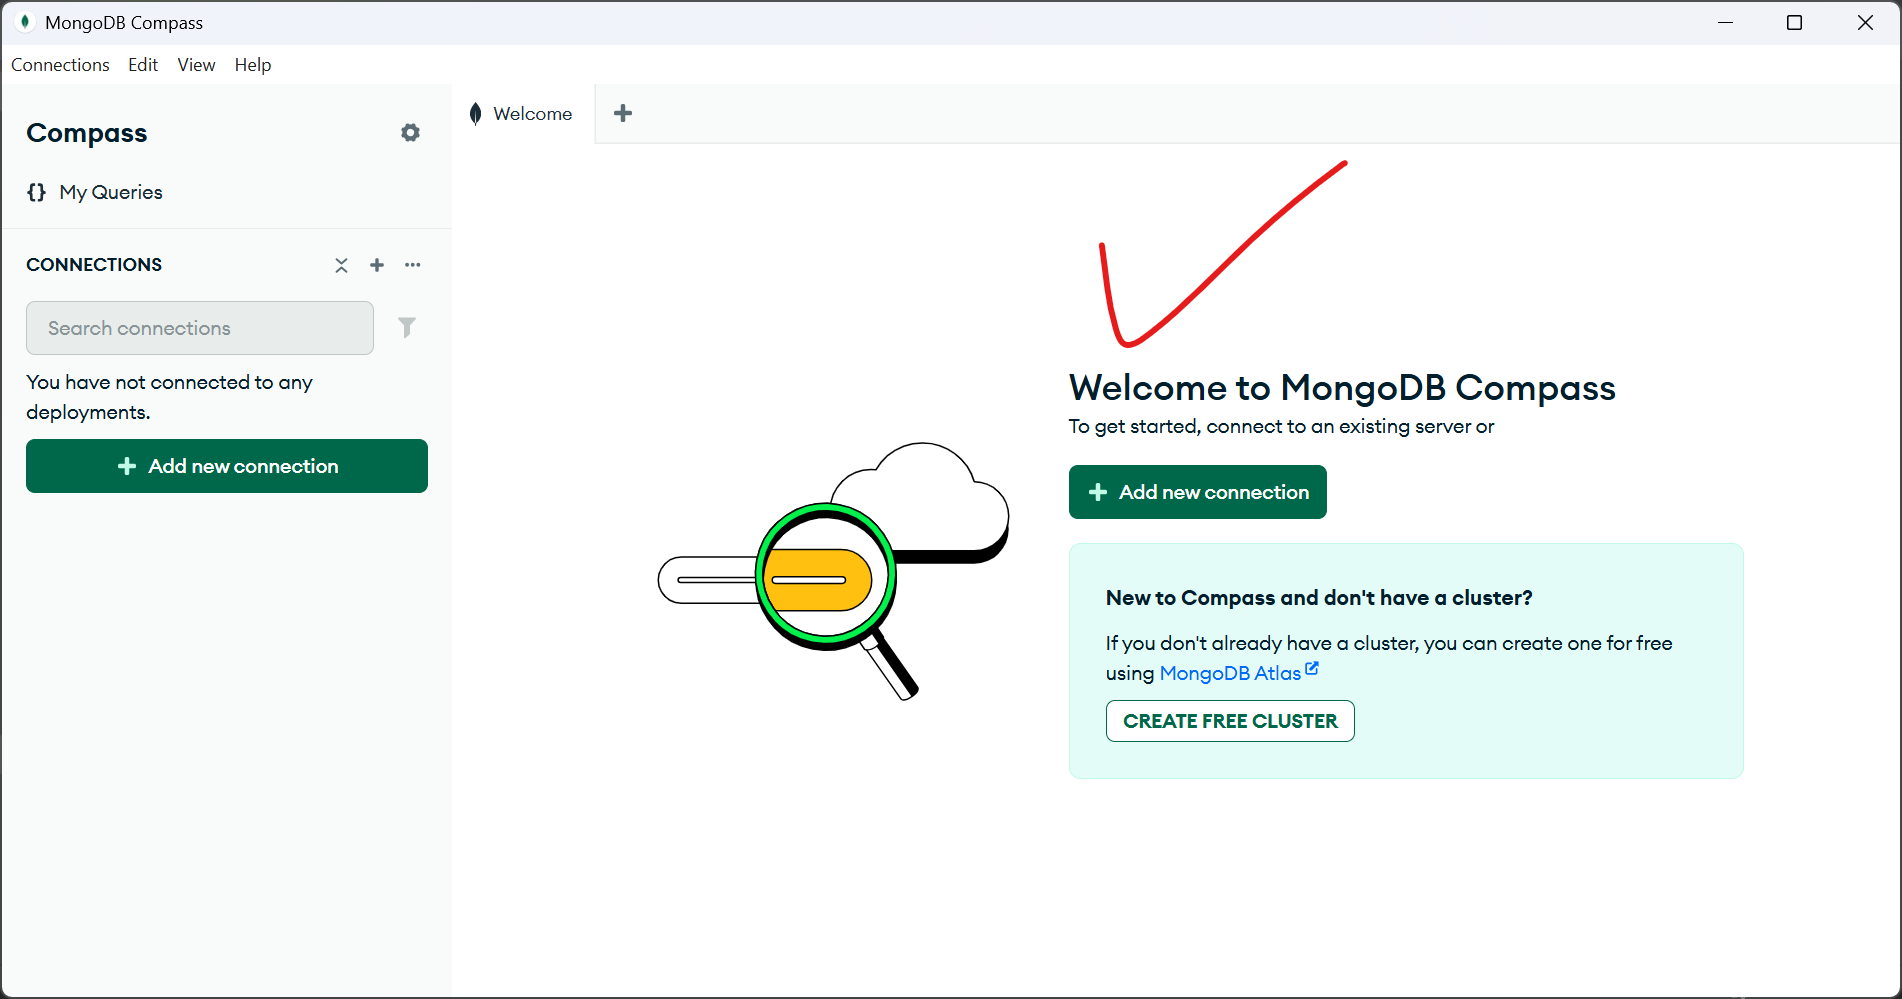 MongoDB Compass
Connections Edit View Help
Compass
{} My Queries
CONNECTIONS
Search connections
You have not connected to any
deployments.
Add new connection
Welcome
Welcome to MongoDB Compass
To get started, connect to an existing server or
Add new connection
New to Compass and don't have a cluster?
If you don't already have a cluster, you can create one for free
using MongoDB Atlas
CREATE FREE CLUSTER